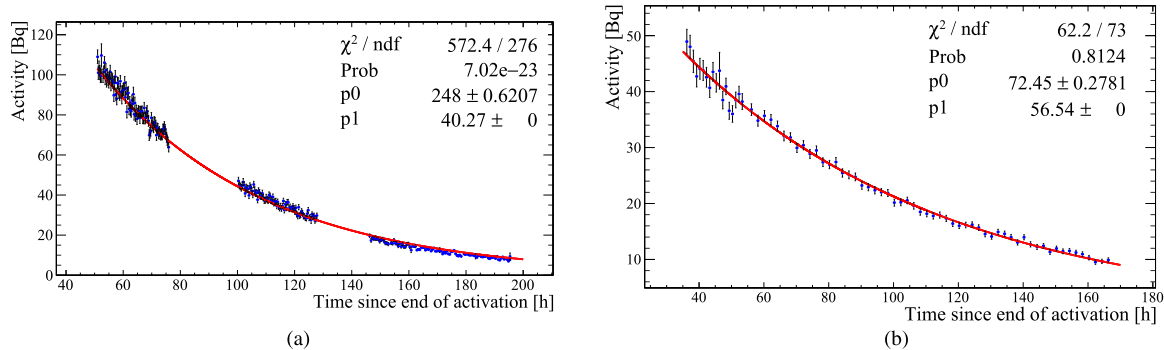 Activity [Bq]
χ² / ndf 572.4 / 276
Prob 7.02e−23
p0 248 ± 0.6207
p1 40.27 ± 0
120
100
80
60
40
20
0
40 60 80 100 120 140 160 180 200
Time since end of activation [h]
(a)
Activity [Bq]
χ² / ndf 62.2 / 73
Prob 0.8124
p0 72.45 ± 0.2781
p1 56.54 ± 0
50
40
30
20
10
40 60 80 100 120 140 160 180
Time since end of activation [h]
(b)